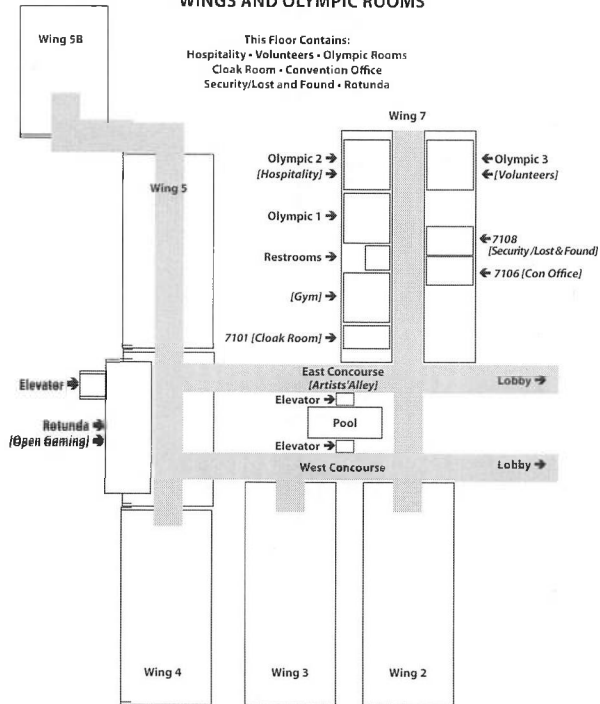 WINGS AND OLYMPIC ROOMS
Wing 5B
This Floor Contains:
Hospitality • Volunteers • Olympic Rooms
Cloak Room • Convention Office
Security/Lost and Found • Rotunda
Wing 7
Olympic 2 →
[Hospitality] →
← Olympic 3
← [Volunteers]
Wing 5
Olympic 1 →
Restrooms →
← 7108
[Security/Lost & Found]
← 7106 [Con Office]
[Gym] →
7101 [Cloak Room] →
East Concourse
[Artists' Alley]
Lobby →
Elevator →
Elevator →
Pool
Rotunda →
[Open Gaming] →
Elevator →
West Concourse
Lobby →
Wing 4
Wing 3
Wing 2